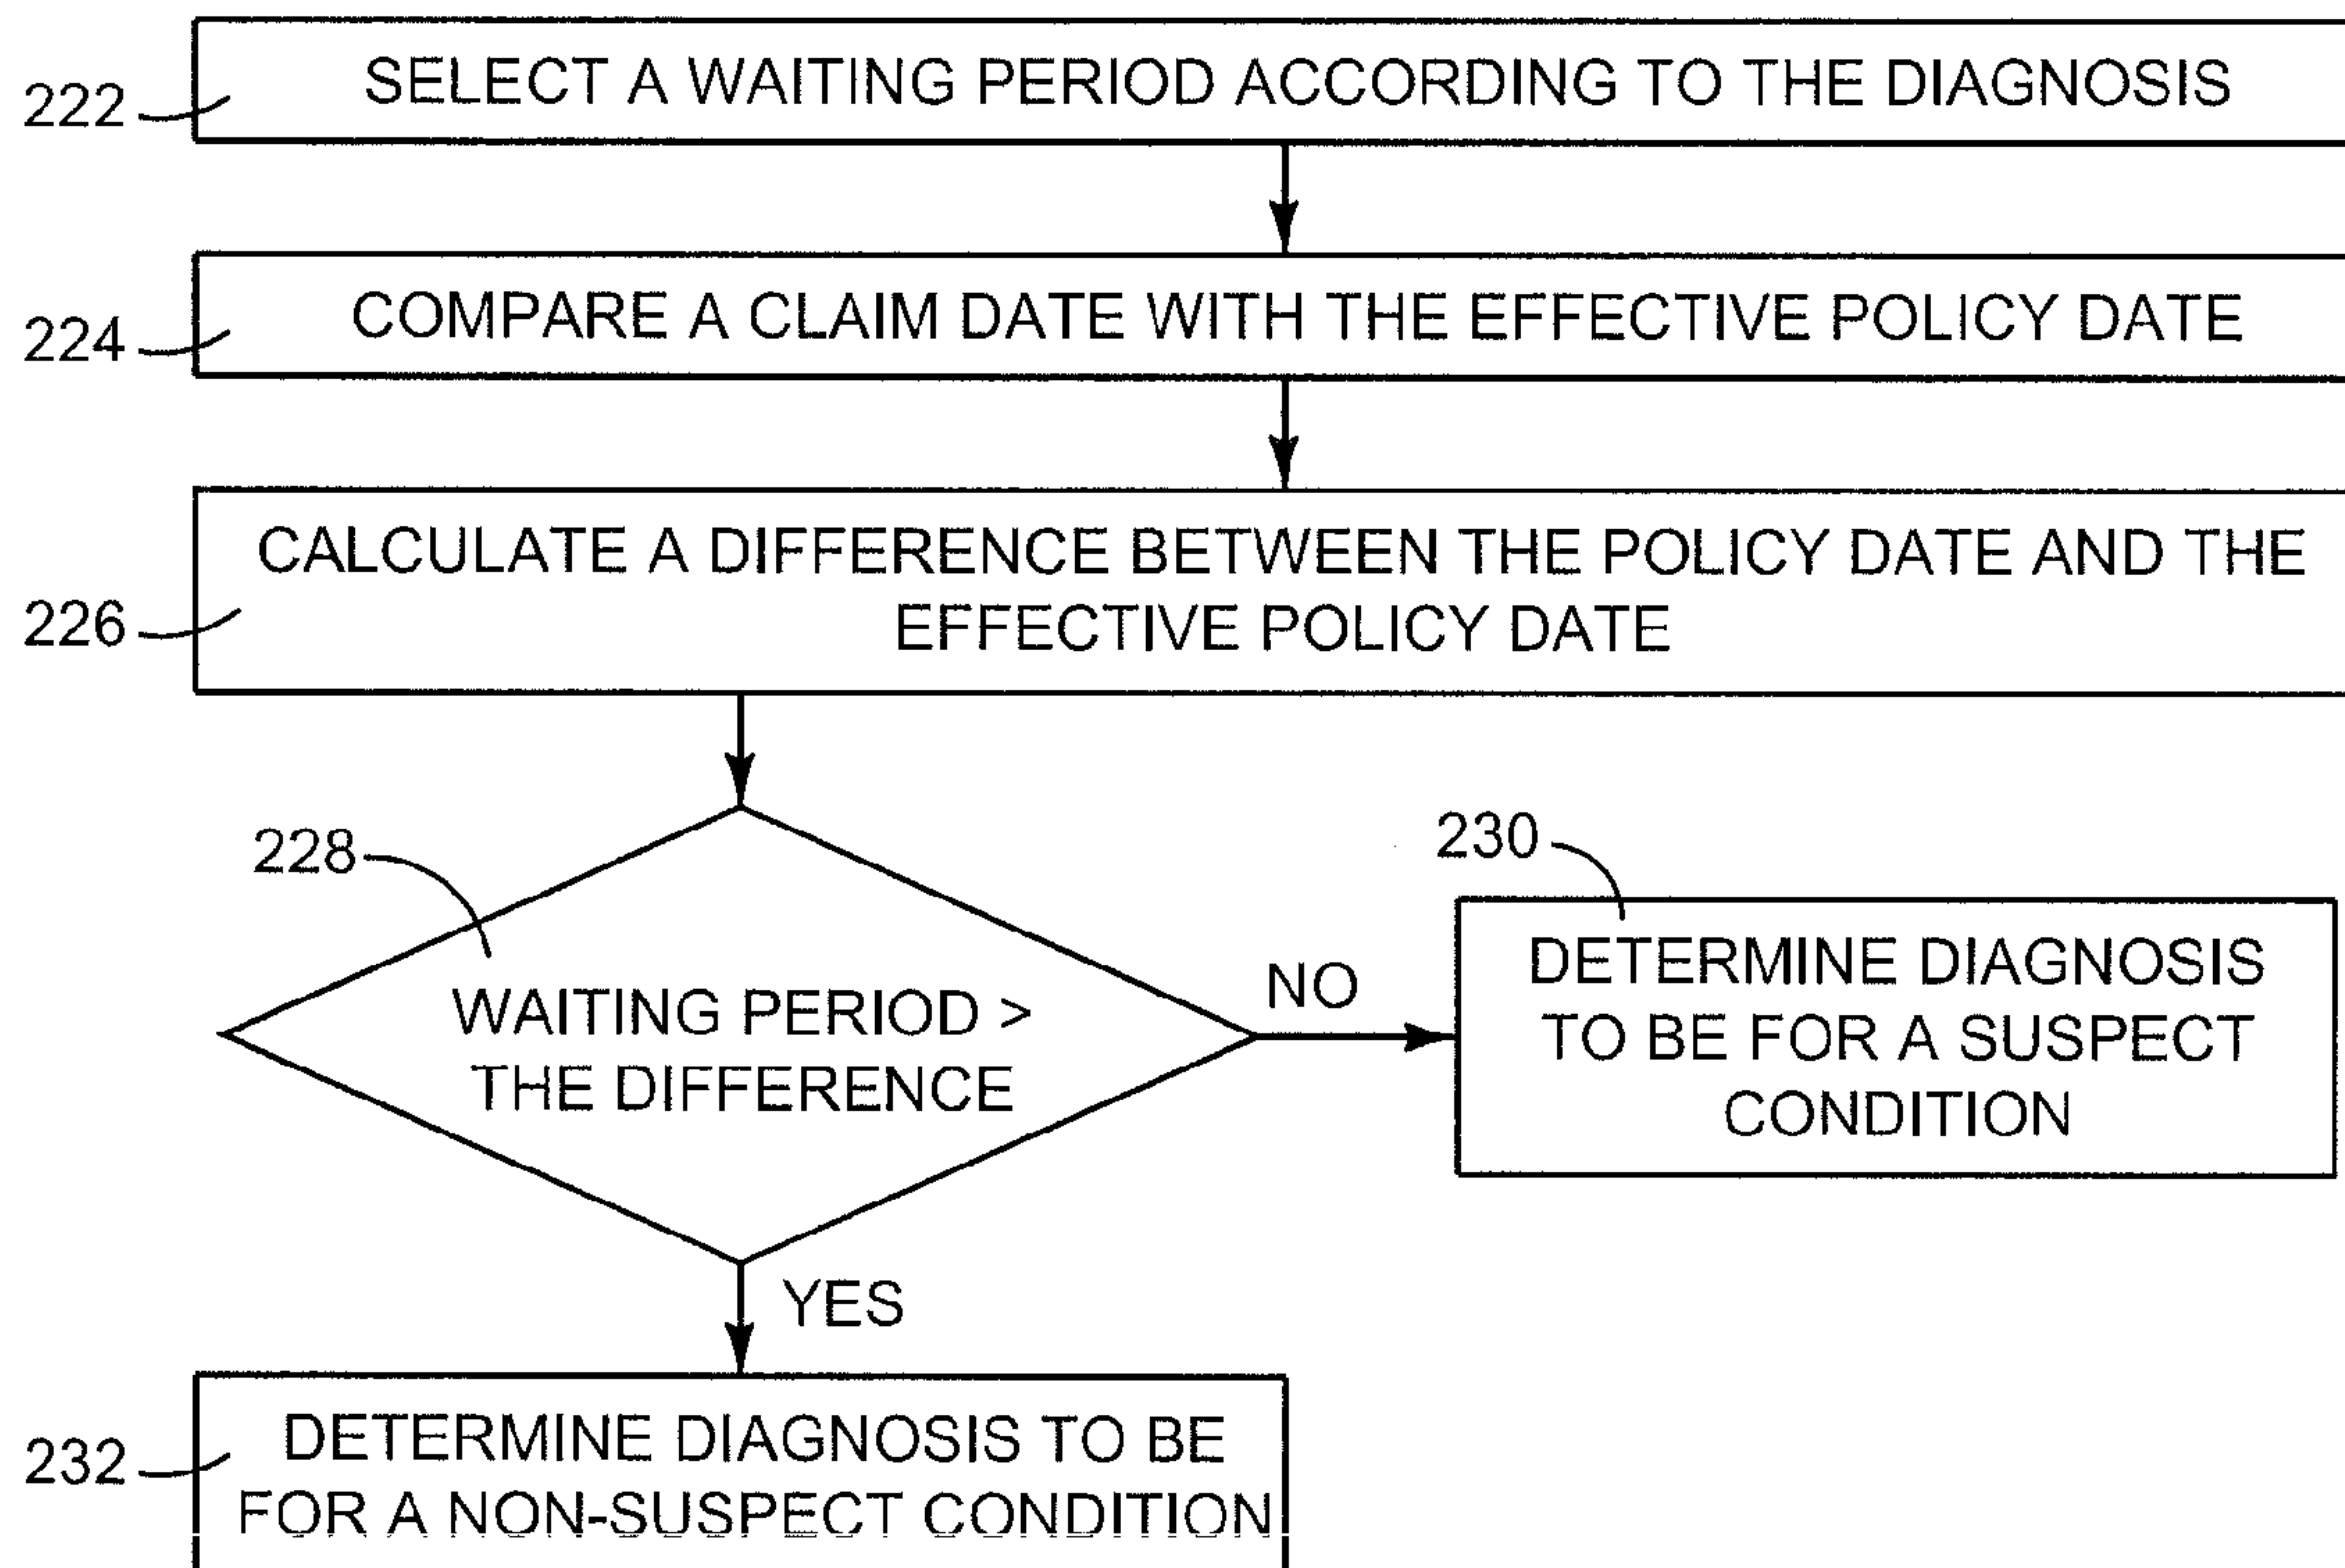 222
SELECT A WAITING PERIOD ACCORDING TO THE DIAGNOSIS
224
COMPARE A CLAIM DATE WITH THE EFFECTIVE POLICY DATE
226
CALCULATE A DIFFERENCE BETWEEN THE POLICY DATE AND THE
EFFECTIVE POLICY DATE
228
WAITING PERIOD >
THE DIFFERENCE
NO
230
DETERMINE DIAGNOSIS
TO BE FOR A SUSPECT
CONDITION
YES
232
DETERMINE DIAGNOSIS TO BE
FOR A NON-SUSPECT CONDITION